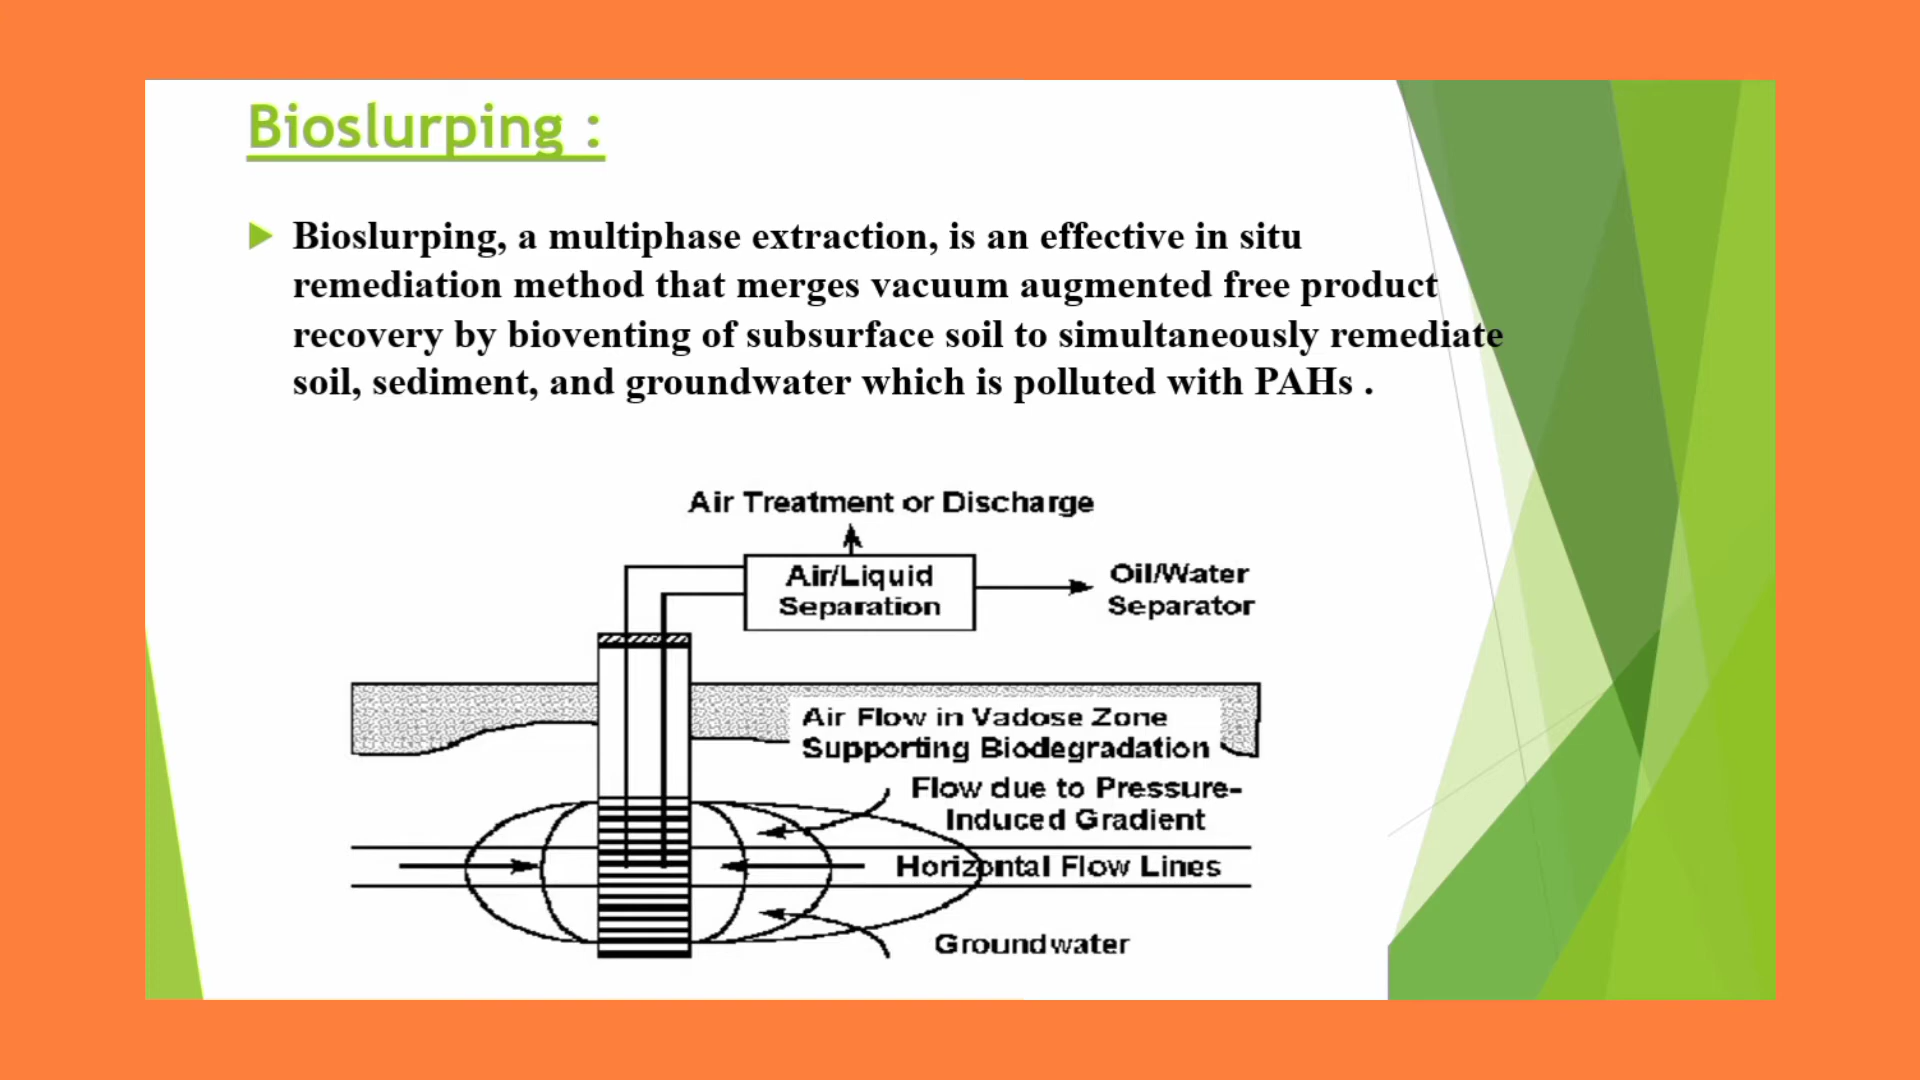 Bioslurping :
Bioslurping, a multiphase extraction, is an effective in situ
remediation method that merges vacuum augmented free product
recovery by bioventing of subsurface soil to simultaneously remediate
soil, sediment, and groundwater which is polluted with PAHs .
Air Treatment or Discharge
Air/Liquid
Separation
Oil/Water
Separator
Air Flow in Vadose Zone
Supporting Biodegradation
Flow due to Pressure-
Induced Gradient
Horizontal Flow Lines
Groundwater